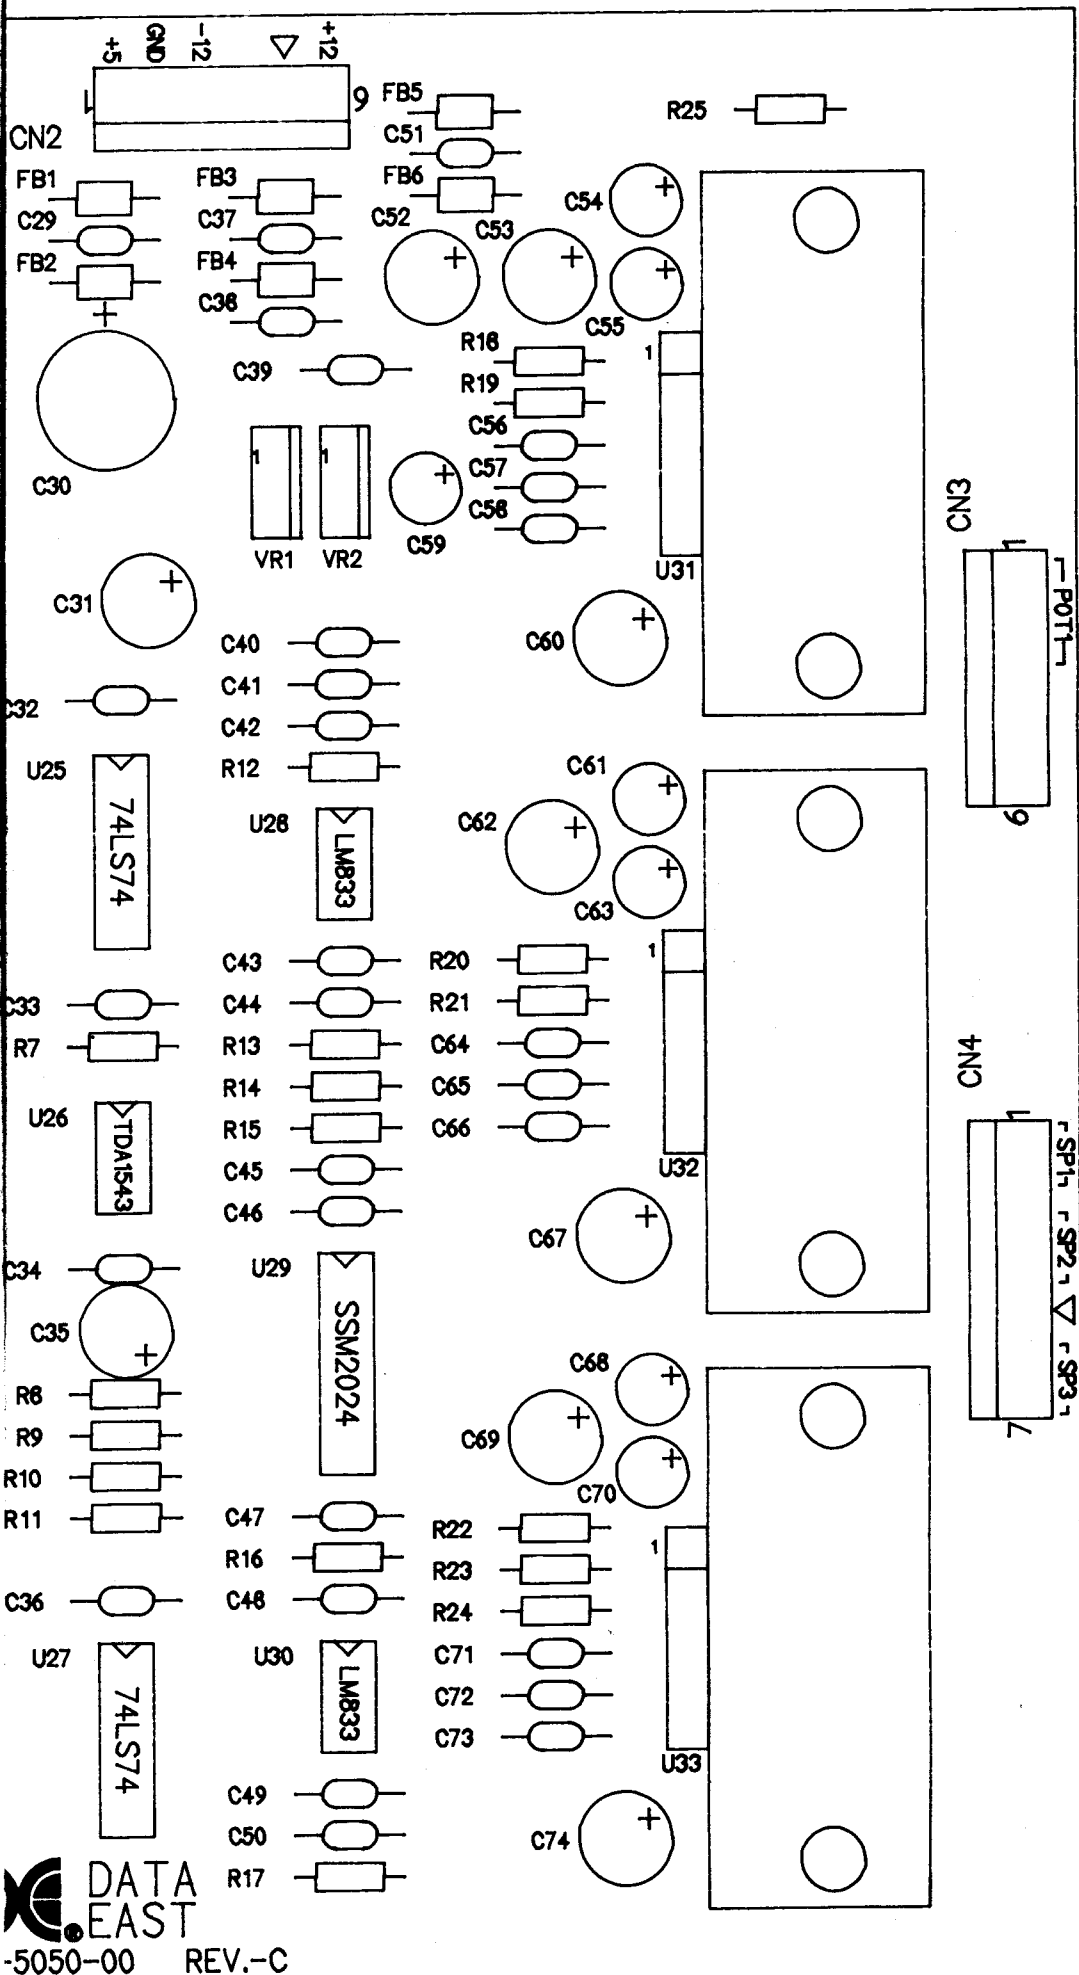 +5 GND -12 +12
1 9
CN2
FB5
R25
C51
FB1 FB3 FB6
C54
C29 C37 C52 C53
FB2 FB4
C38
C55
R18
1
C39
R19
C56
1 1
C57
C30
C58
CN3
C59
VR1 VR2
U31
1
POT1
C31
C60
C40
C41
C32
C42
U25 R12 C61
74LS74
U28 C62
LM833
9
C63
C43 R20 1
C33 C44 R21
R7 R13 C64
CN4
R14 C65
U26 R15 C66
TDA1543
1
SP1
C45 U32
C46
C67
SP2
C34 U29
SSM2024
C35
C68
SP3
R8
R9 C69
7
R10
C70
R11 C47 R22
R16 1
R23
C36 C48 R24
U27 U30 C71
74LS74
LM833
C72
C73
U33
C49
C50 C74
R17
DATA
EAST
®
-5050-00 REV.-C